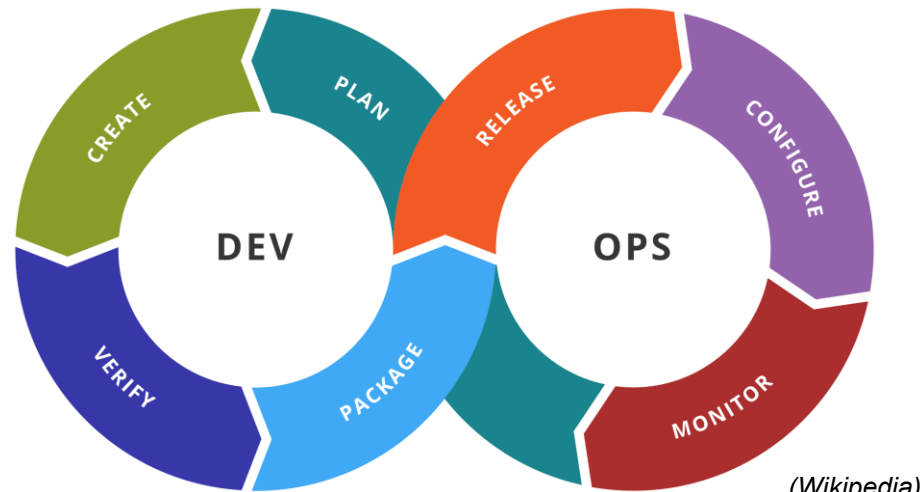 PLAN
CREATE
VERIFY
PACKAGE
RELEASE
CONFIGURE
MONITOR
DEV
OPS
(Wikipedia)